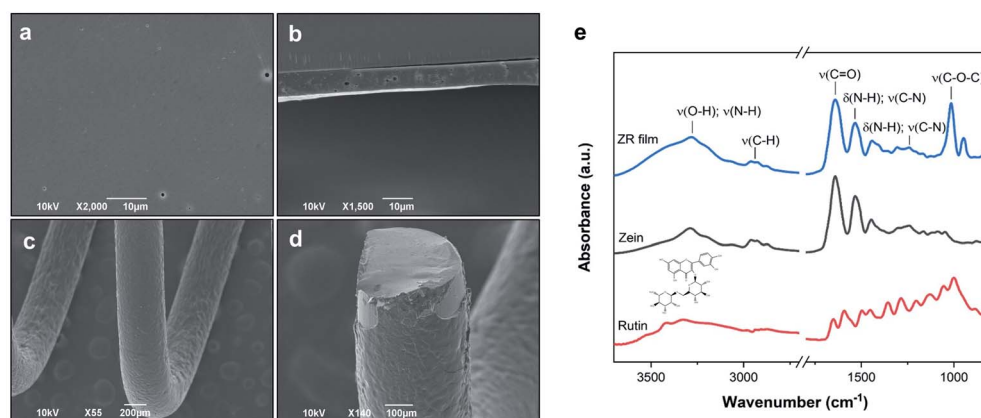 a
10kV X2,000 10µm
b
10kV X1,500 10µm
c
10kV X55 200µm
d
10kV X140 100µm
e
ν(C=O)
ν(C-O-C)
δ(N-H); ν(C-N)
ν(O-H); ν(N-H)
δ(N-H); ν(C-N)
ZR film
ν(C-H)
Absorbance (a.u.)
Zein
Rutin
3500 3000 1500 1000
Wavenumber (cm⁻¹)